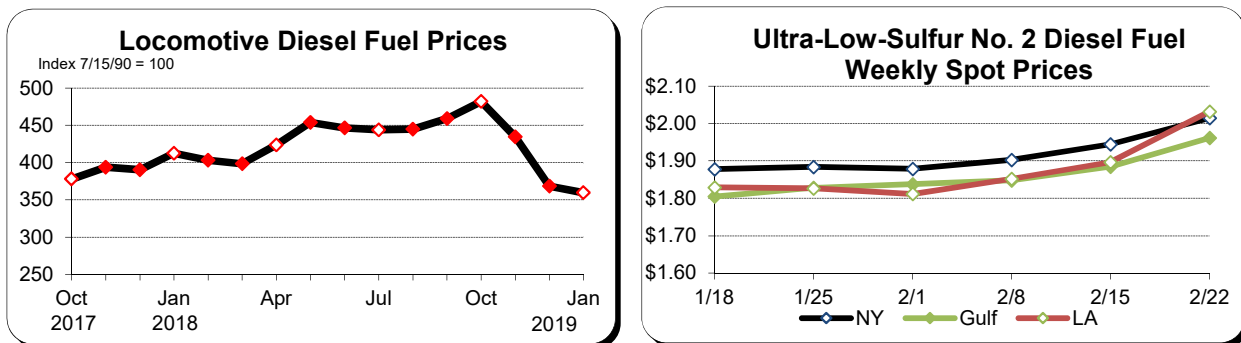 Locomotive Diesel Fuel Prices
Index 7/15/90 = 100
500
450
400
350
300
250
Oct Jan Apr Jul Oct Jan
2017 2018 2019
Ultra-Low-Sulfur No. 2 Diesel Fuel
Weekly Spot Prices
$2.10
$2.00
$1.90
$1.80
$1.70
$1.60
1/18 1/25 2/1 2/8 2/15 2/22
NY Gulf LA